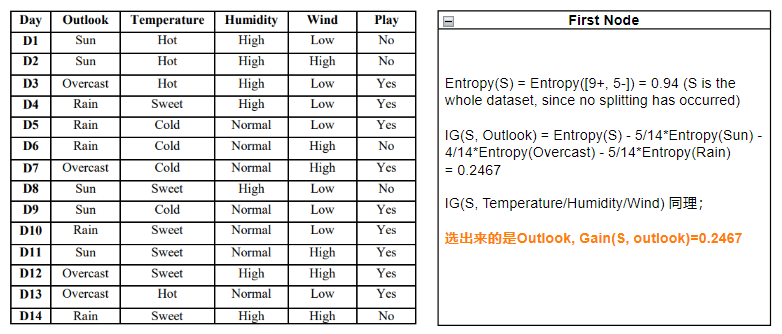 Day Outlook Temperature Humidity Wind Play
D1 Sun Hot High Low No
D2 Sun Hot High High No
D3 Overcast Hot High Low Yes
D4 Rain Sweet High Low Yes
D5 Rain Cold Normal Low Yes
D6 Rain Cold Normal High No
D7 Overcast Cold Normal High Yes
D8 Sun Sweet High Low No
D9 Sun Cold Normal Low Yes
D10 Rain Sweet Normal Low Yes
D11 Sun Sweet Normal High Yes
D12 Overcast Sweet High High Yes
D13 Overcast Hot Normal Low Yes
D14 Rain Sweet High High No
First Node
Entropy(S) = Entropy([9+, 5-]) = 0.94 (S is the
whole dataset, since no splitting has occurred)
IG(S, Outlook) = Entropy(S) - 5/14*Entropy(Sun) -
4/14*Entropy(Overcast) - 5/14*Entropy(Rain)
= 0.2467
IG(S, Temperature/Humidity/Wind) 同理;
选出来的是Outlook, Gain(S, outlook)=0.2467